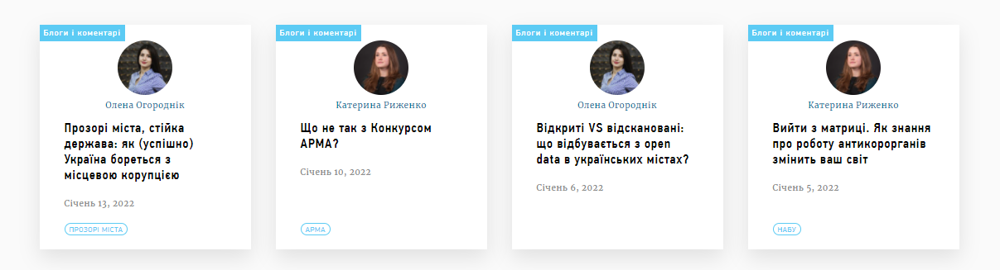 Блоги і коментарі
Олена Огороднік
Прозорі міста, стійка
держава: як (успішно)
Україна бореться з
місцевою корупцією
Січень 13, 2022
ПРОЗОРІ МІСТА
Блоги і коментарі
Катерина Риженко
Що не так з Конкурсом
АРМА?
Січень 10, 2022
АРМА
Блоги і коментарі
Олена Огороднік
Відкриті VS відскановані:
що відбувається з open
data в українських містах?
Січень 6, 2022
Блоги і коментарі
Катерина Риженко
Вийти з матриці. Як знання
про роботу антикорорганів
змінить ваш світ
Січень 5, 2022
НАБУ